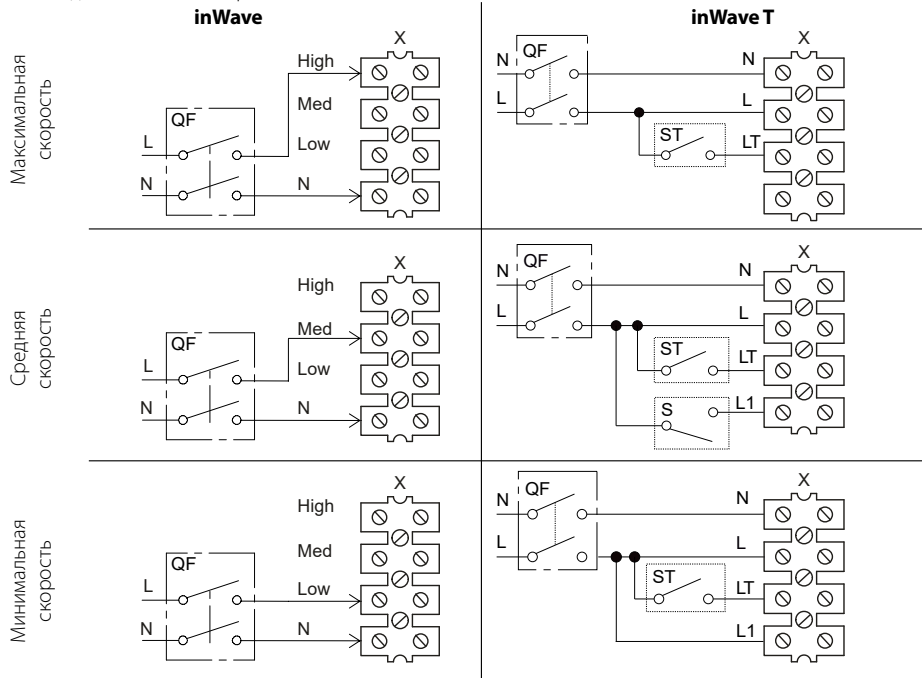 inWave
inWave T
Максимальная
скорость
QF
L
N
High
Med
Low
N
X
QF
N
L
ST
N
L
LT
X
Средняя
скорость
QF
L
N
High
Med
Low
N
X
QF
N
L
ST
S
N
L
LT
L1
X
Минимальная
скорость
QF
L
N
High
Med
Low
N
X
QF
N
L
ST
N
L
LT
L1
X